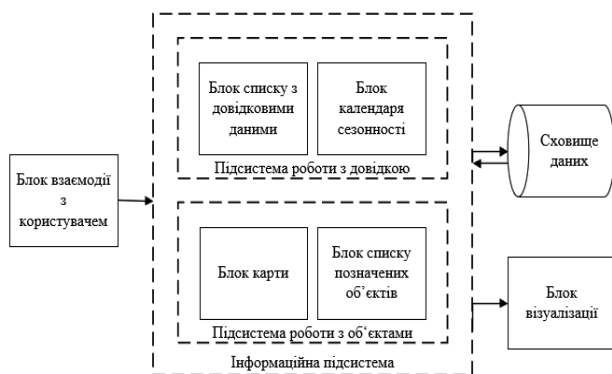 Блок взаємодії
з
користувачем
Блок списку з
довідковими
даними
Блок
календаря
сезонності
Підсистема роботи з довідкою
Блок карти
Блок списку
позначених
об’єктів
Підсистема роботи з об‘єктами
Інформаційна підсистема
Сховище
даних
Блок
візуалізації